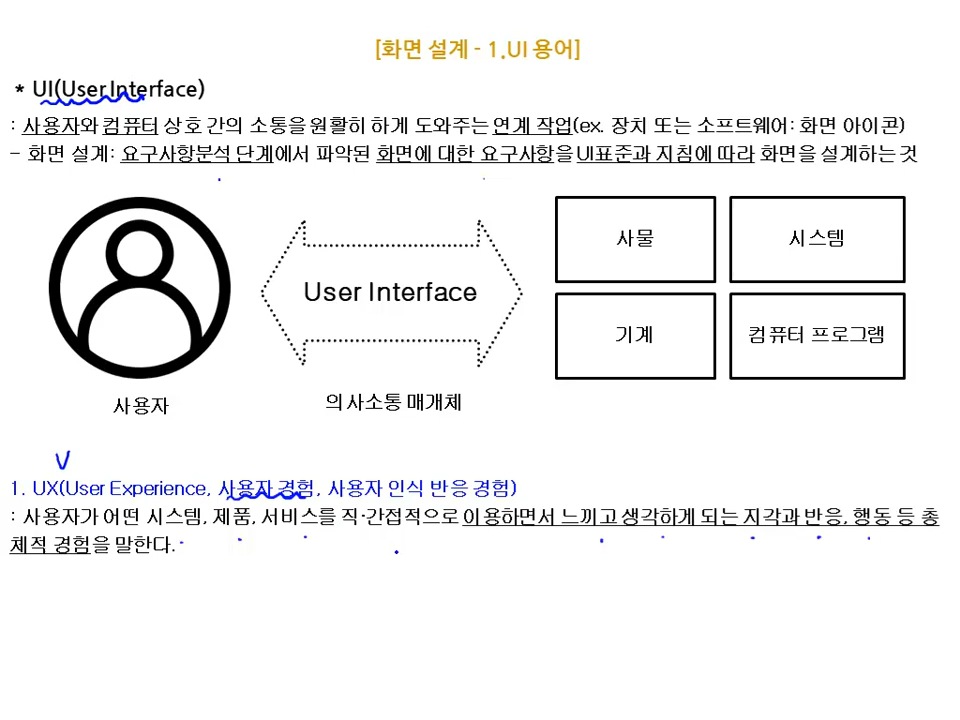 [화면 설계 - 1.UI 용어]
* UI(User Interface)
: 사용자와 컴퓨터 상호 간의 소통을 원활히 하게 도와주는 연계 작업(ex. 장치 또는 소프트웨어: 화면 아이콘)
- 화면 설계: 요구사항분석 단계에서 파악된 화면에 대한 요구사항을 UI표준과 지침에 따라 화면을 설계하는 것
사물
시스템
User Interface
기계
컴퓨터 프로그램
사용자
의사소통 매개체
V
1. UX(User Experience, 사용자 경험, 사용자 인식 반응 경험)
: 사용자가 어떤 시스템, 제품, 서비스를 직·간접적으로 이용하면서 느끼고 생각하게 되는 지각과 반응, 행동 등 총
체적 경험을 말한다.